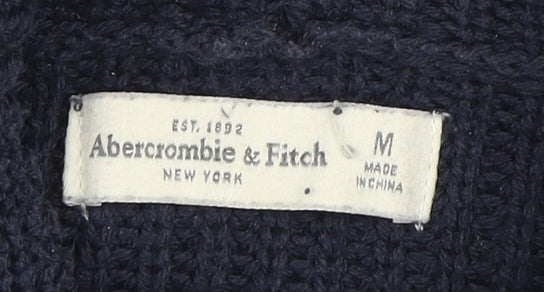 EST. 1892
Abercrombie & Fitch
NEW YORK
M
MADE
IN CHINA